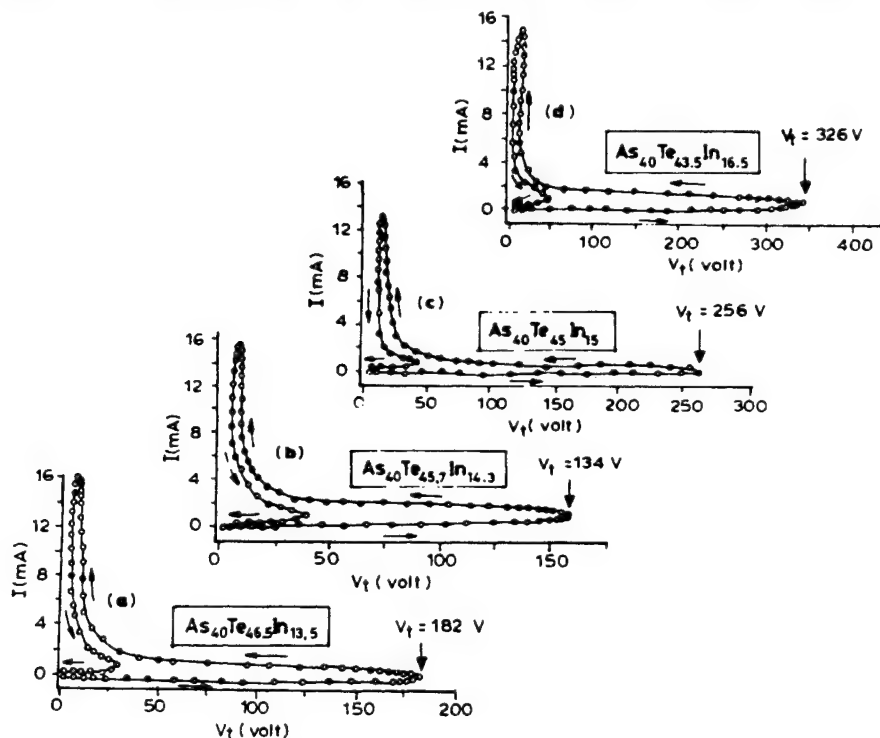 16
12
8
4
0
I(mA)
(d)
As40Te43.5In16.5
Vt = 326 V
0 100 200 300 400
Vt(volt)
16
12
8
4
0
I(mA)
(c)
As40Te45In15
Vt = 256 V
0 50 100 150 200 250 300
Vt(volt)
16
12
8
4
0
I(mA)
(b)
As40Te45,7In14.3
Vt =134 V
0 50 100 150
Vt (volt)
16
12
8
4
0
I(mA)
(a)
As40Te46.5In13,5
Vt =182 V
0 50 100 150 200
Vt (volt)